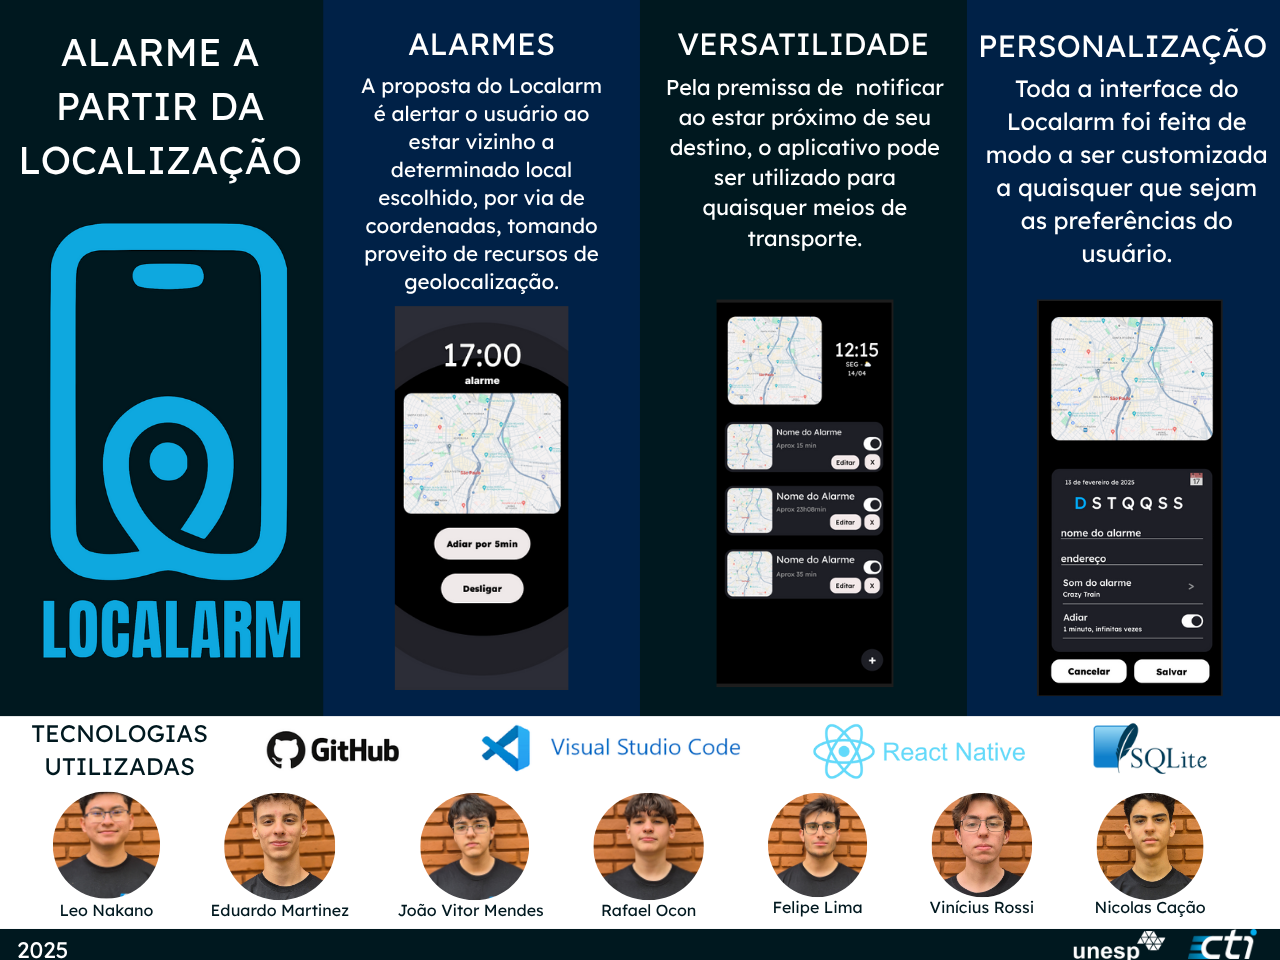 ALARME A
PARTIR DA
LOCALIZAÇÃO
LOCALARM
ALARMES
A proposta do Localarm
é alertar o usuário ao
estar vizinho a
determinado local
escolhido, por via de
coordenadas, tomando
proveito de recursos de
geolocalização.
17:00
alarme
São Paulo
Adiar por 5min
Desligar
VERSATILIDADE
Pela premissa de notificar
ao estar próximo de seu
destino, o aplicativo pode
ser utilizado para
quaisquer meios de
transporte.
12:15
SEG -
14/04
Nome do Alarme
Aprox 15 min
Editar X
Nome do Alarme
Aprox 23h08min
Editar X
Nome do Alarme
Aprox 35 min
Editar X
+
PERSONALIZAÇÃO
Toda a interface do
Localarm foi feita de
modo a ser customizada
a quaisquer que sejam
as preferências do
usuário.
São Paulo
13 de fevereiro de 2025
17
D S T Q Q S S
nome do alarme
endereço
Som do alarme
Crazy Train
>
Adiar
1 minuto, infinitas vezes
Cancelar Salvar
TECNOLOGIAS
UTILIZADAS
GitHub
Visual Studio Code
React Native
SQLite
Leo Nakano
Eduardo Martinez
João Vitor Mendes
Rafael Ocon
Felipe Lima
Vinícius Rossi
Nicolas Cação
2025
unesp
cti